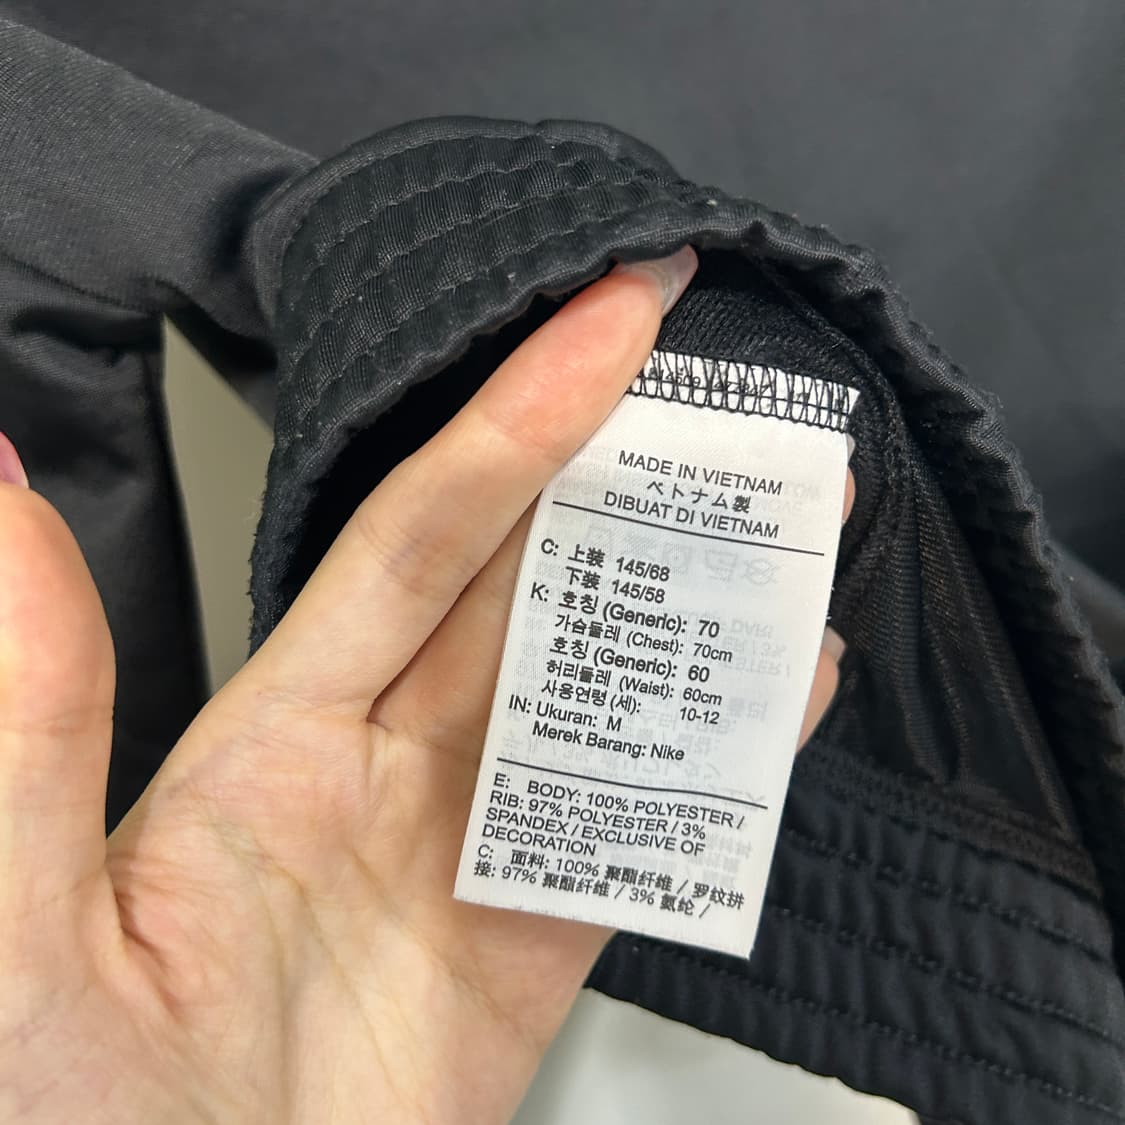 MADE IN VIETNAM
ベトナム製
DIBUAT DI VIETNAM
C: 上装 145/68
下装 145/58
K: 호칭 (Generic): 70
가슴둘레 (Chest): 70cm
호칭 (Generic): 60
허리둘레 (Waist): 60cm
사용연령 (세): 10-12
IN: Ukuran: M
Merek Barang: Nike
E: BODY: 100% POLYESTER /
RIB: 97% POLYESTER / 3%
SPANDEX / EXCLUSIVE OF
DECORATION
C: 面料: 100% 聚酯纤维 / 罗纹拼
接: 97% 聚酯纤维 / 3% 氨纶 /